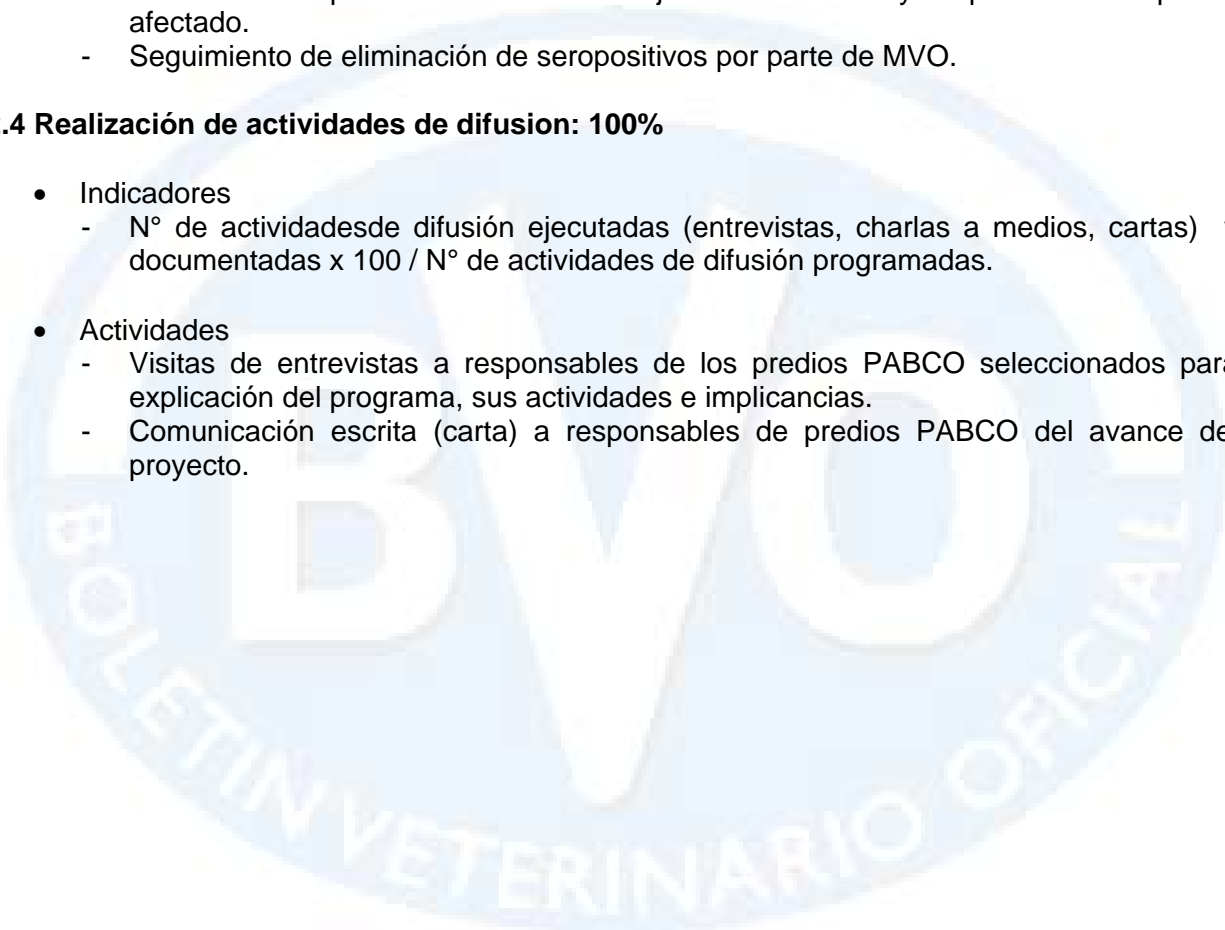 afectado.
- Seguimiento de eliminación de seropositivos por parte de MVO.
.4 Realización de actividades de difusion: 100%
• Indicadores
- N° de actividadesde difusión ejecutadas (entrevistas, charlas a medios, cartas)
documentadas x 100 / N° de actividades de difusión programadas.
• Actividades
- Visitas de entrevistas a responsables de los predios PABCO seleccionados para
explicación del programa, sus actividades e implicancias.
- Comunicación escrita (carta) a responsables de predios PABCO del avance de
proyecto.
BVO
BOLETIN VETERINARIO OFICIAL